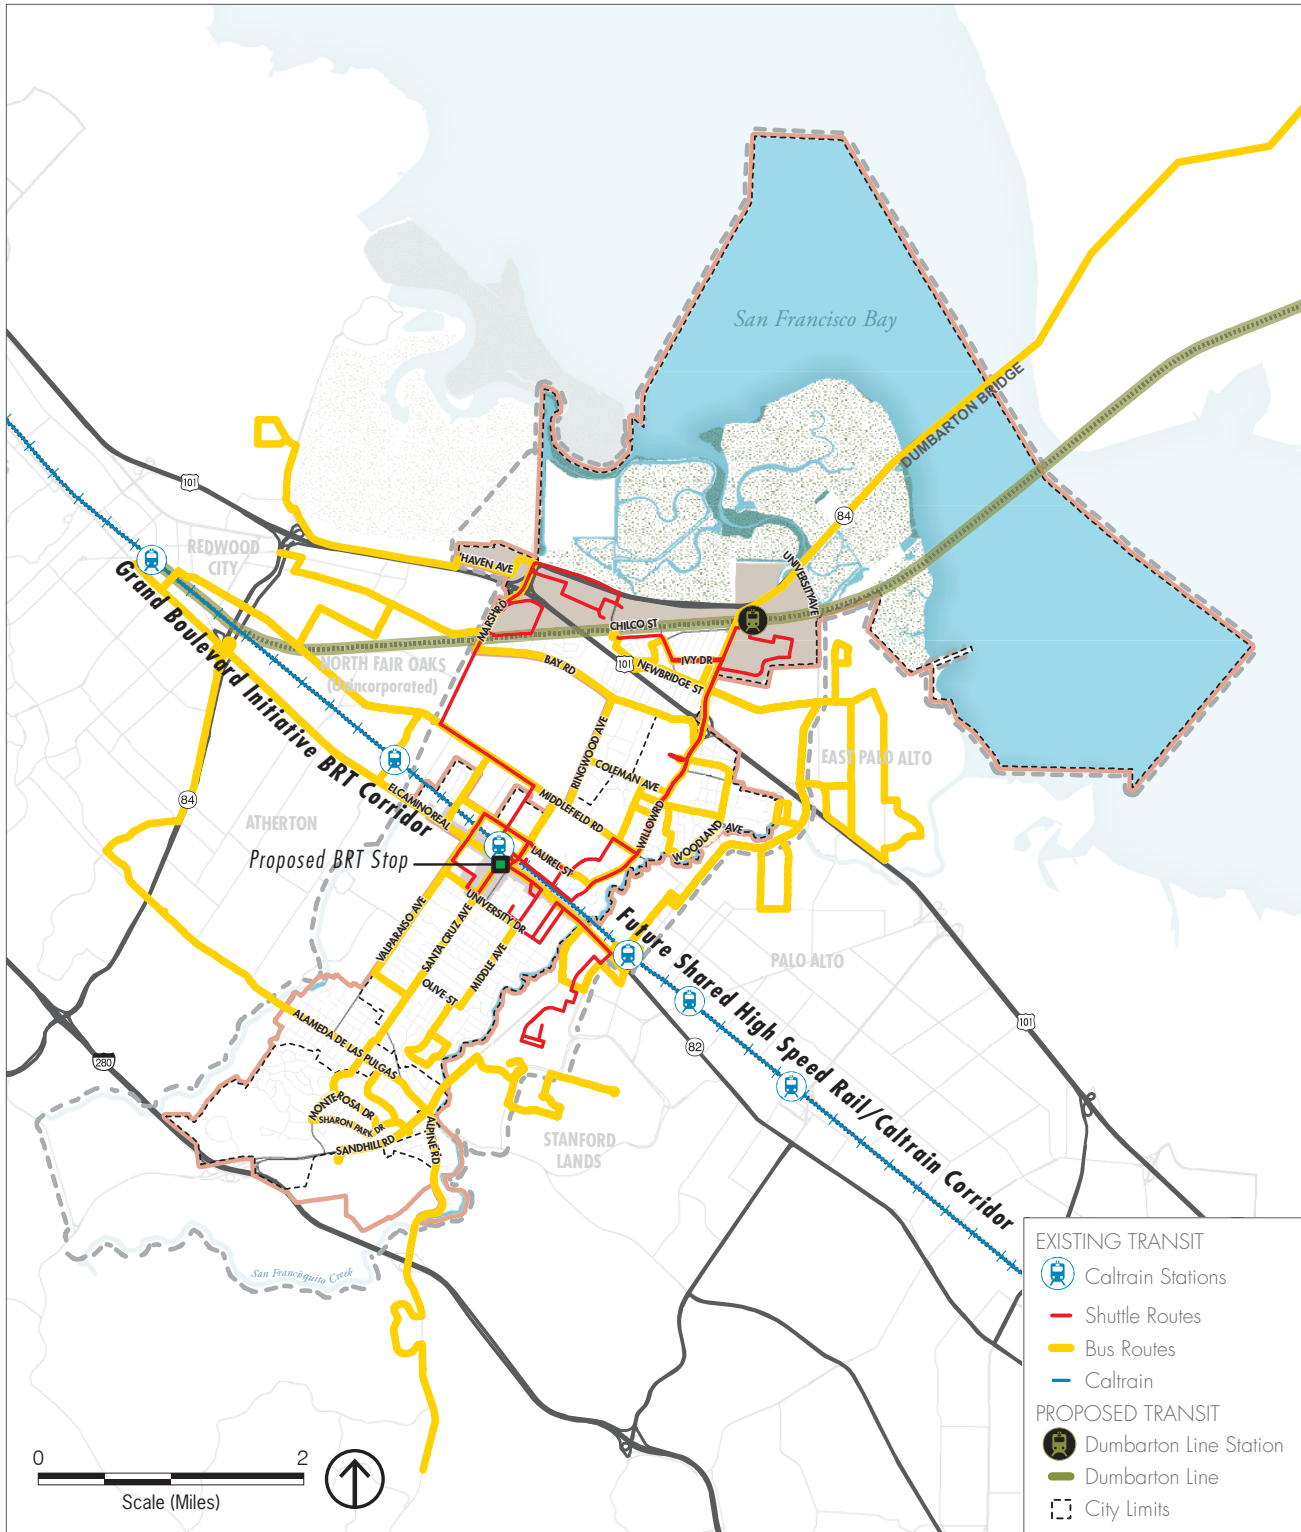 San Francisco Bay
DUMBARTON BRIDGE
101
84
REDWOOD
CITY
HAVEN AVE
UNIVERSITY AVE
MARSH RD
CHILCO ST
Grand Boulevard Initiative BRT Corridor
NORTH FAIR OAKS
(Unincorporated)
BAY RD
101
IVY DR
NEWBRIDGE ST
RINGWOOD AVE
COLEMAN AVE
EAST PALO ALTO
84
EL CAMINO REAL
MIDDLEFIELD RD
WILLOW RD
ATHERTON
WOODLAND AVE
Proposed BRT Stop
LAUREL ST
UNIVERSITY DR
VALPARAISO AVE
SANTA CRUZ AVE
MIDDLE AVE
OLIVE ST
Future Shared High Speed Rail/Caltrain Corridor
PALO ALTO
101
82
280
ALAMEDA DE LAS PULGAS
MONTE ROSA DR
SHARON PARK DR
SAND HILL RD
ALPINE RD
STANFORD
LANDS
San Francisquito Creek
EXISTING TRANSIT
Caltrain Stations
Shuttle Routes
Bus Routes
Caltrain
PROPOSED TRANSIT
Dumbarton Line Station
Dumbarton Line
City Limits
0 2
Scale (Miles)